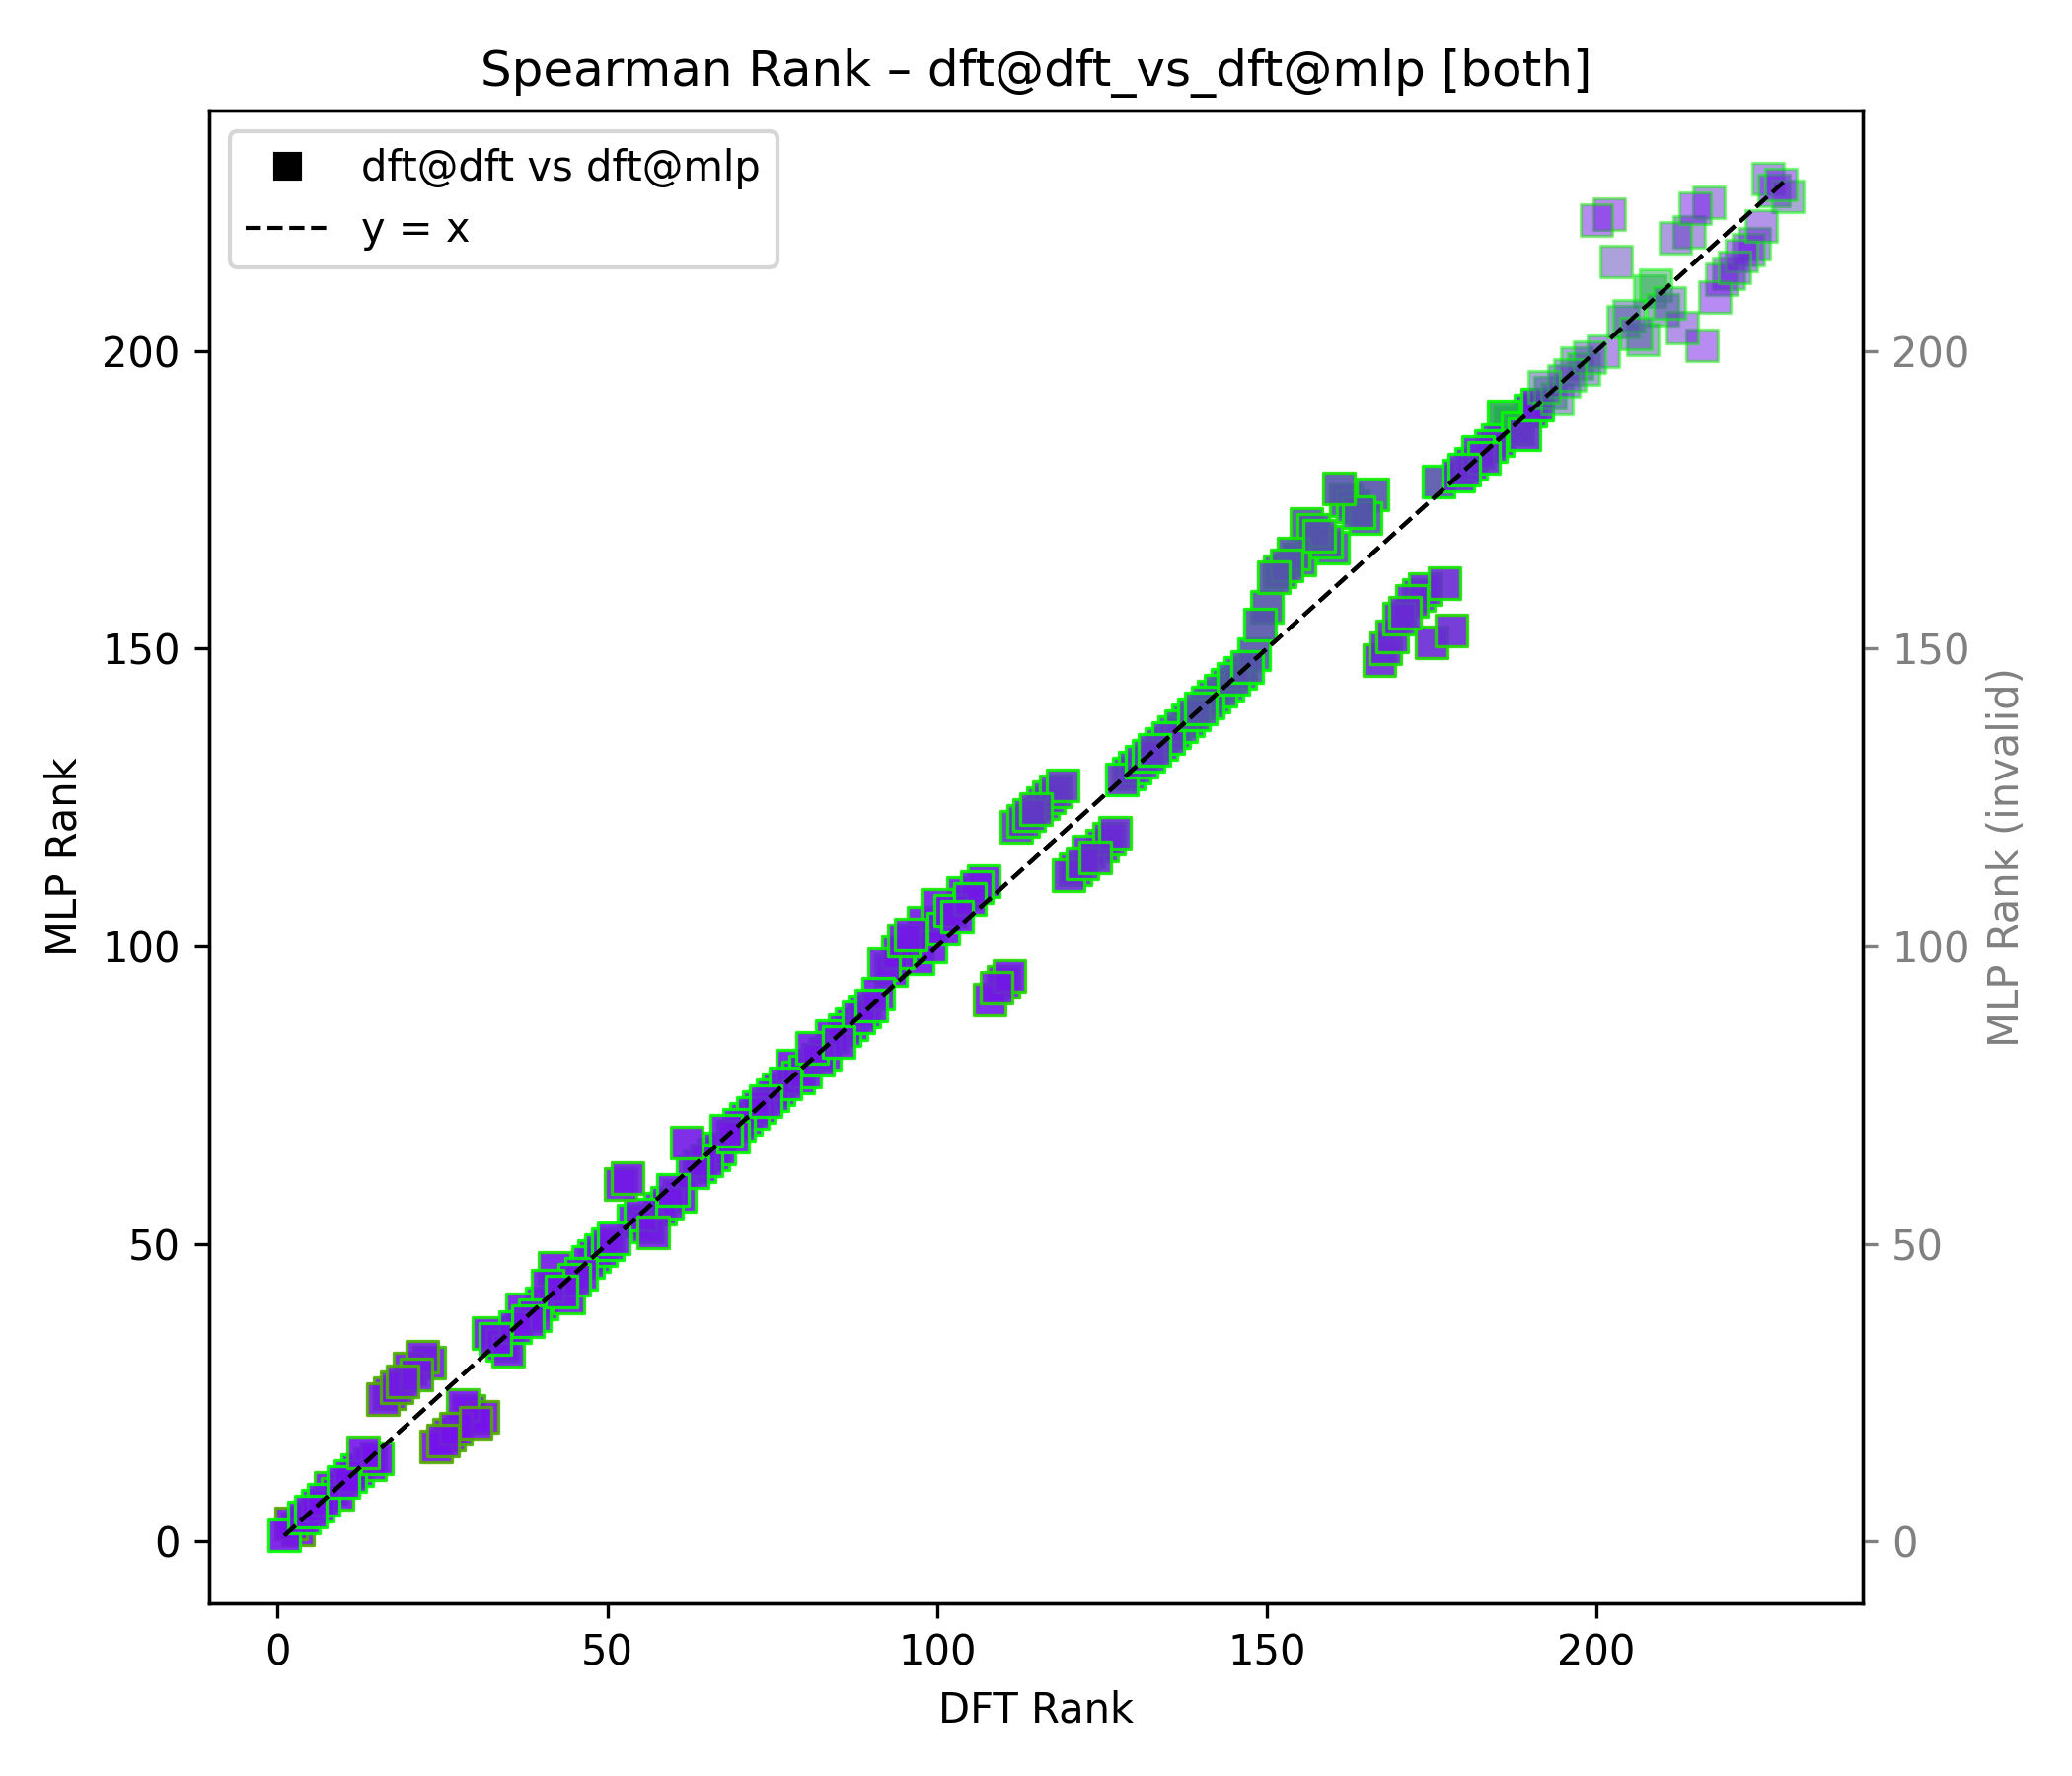 Spearman Rank – dft@dft_vs_dft@mlp [both]
dft@dft vs dft@mlp
y = x
MLP Rank
200
150
100
50
0
200
150
100
50
0
MLP Rank (invalid)
0 50 100 150 200
DFT Rank